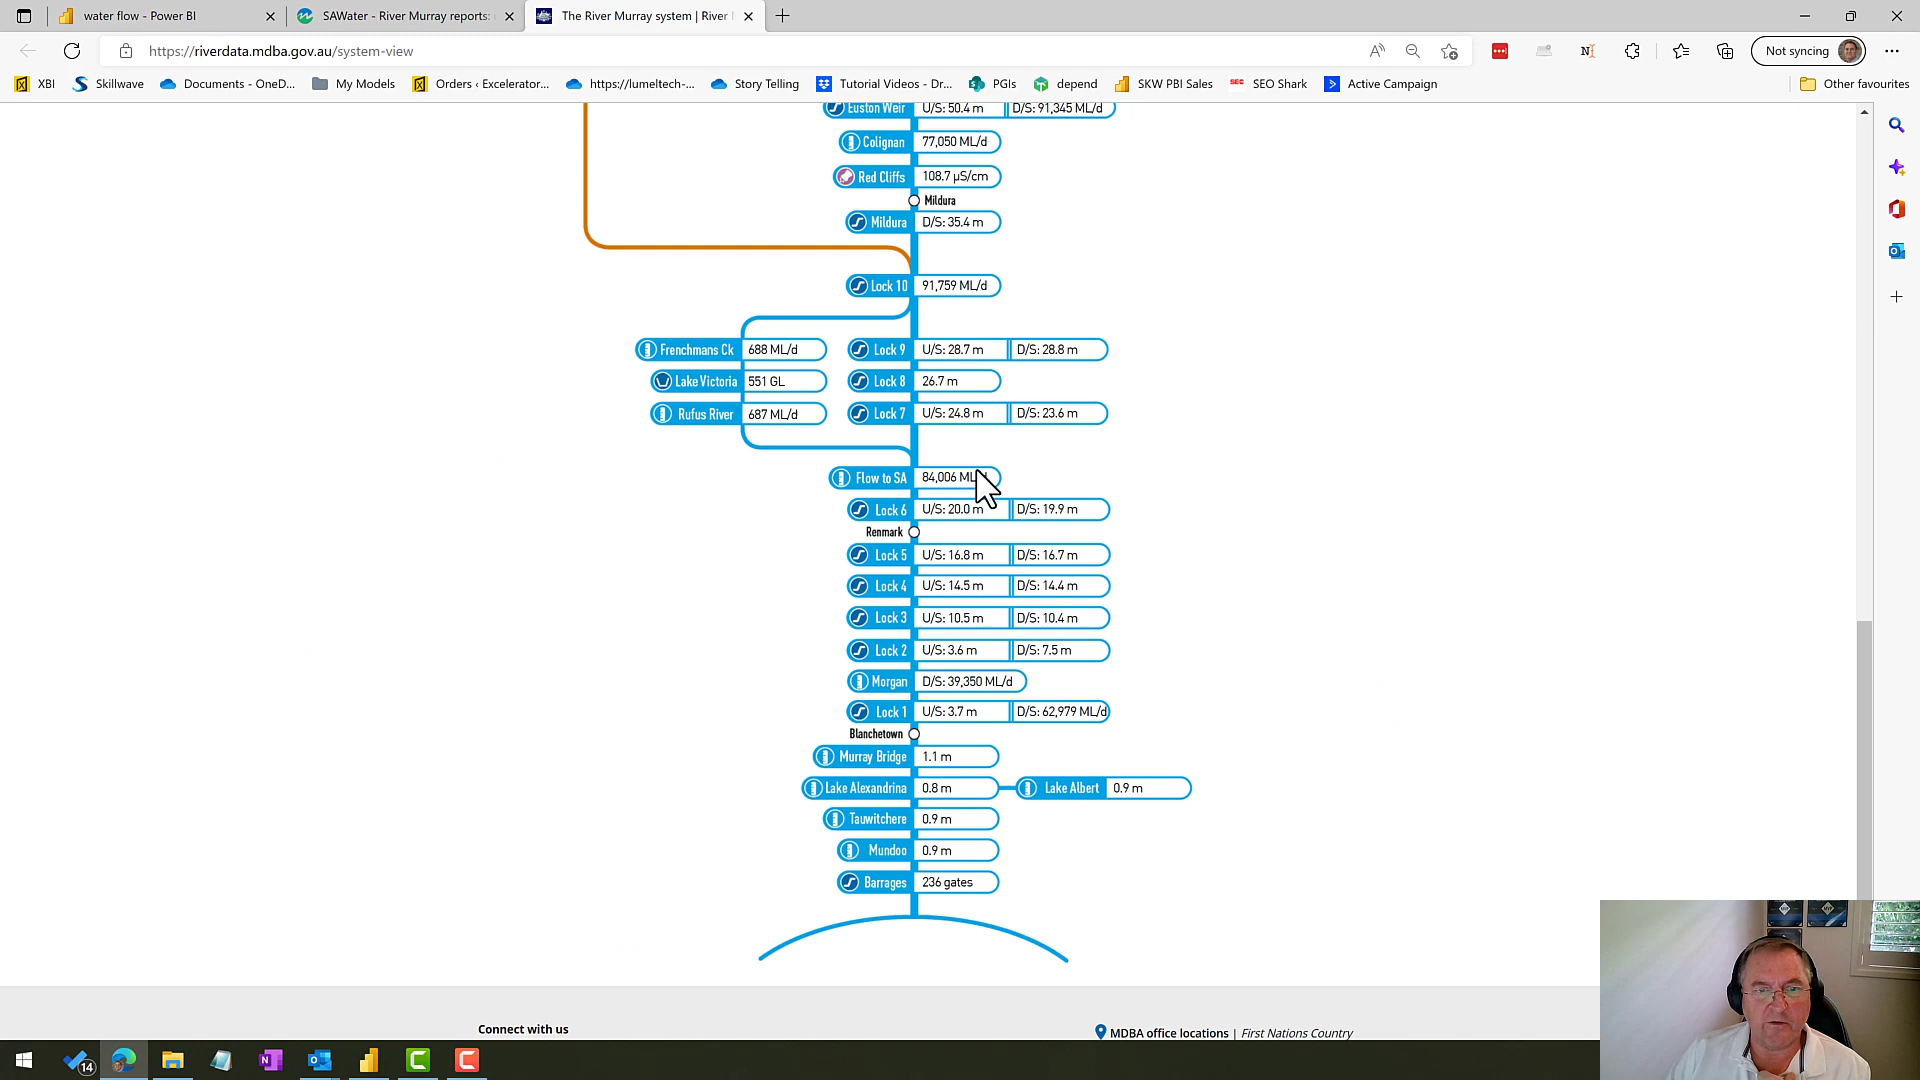 water flow - Power BI
SAWater - River Murray reports:
The River Murray system | River
https://riverdata.mdba.gov.au/system-view
Not syncing
XBI
Skillwave
Documents - OneD...
My Models
Orders ‹ Excelerator...
https://lumeltech-...
Story Telling
Tutorial Videos - Dr...
PGIs
depend
SKW PBI Sales
SEO Shark
Active Campaign
Other favourites
Euston Weir U/S: 50.4 m D/S: 91,345 ML/d
Colignan 77,050 ML/d
Red Cliffs 108.7 µS/cm
Mildura
Mildura D/S: 35.4 m
Lock 10 91,759 ML/d
Frenchmans Ck 688 ML/d Lock 9 U/S: 28.7 m D/S: 28.8 m
Lake Victoria 551 GL Lock 8 26.7 m
Rufus River 687 ML/d Lock 7 U/S: 24.8 m D/S: 23.6 m
Flow to SA 84,006 ML
Lock 6 U/S: 20.0 m D/S: 19.9 m
Renmark
Lock 5 U/S: 16.8 m D/S: 16.7 m
Lock 4 U/S: 14.5 m D/S: 14.4 m
Lock 3 U/S: 10.5 m D/S: 10.4 m
Lock 2 U/S: 3.6 m D/S: 7.5 m
Morgan D/S: 39,350 ML/d
Lock 1 U/S: 3.7 m D/S: 62,979 ML/d
Blanchetown
Murray Bridge 1.1 m
Lake Alexandrina 0.8 m Lake Albert 0.9 m
Tauwitchere 0.9 m
Mundoo 0.9 m
Barrages 236 gates
Connect with us
MDBA office locations | First Nations Country
14